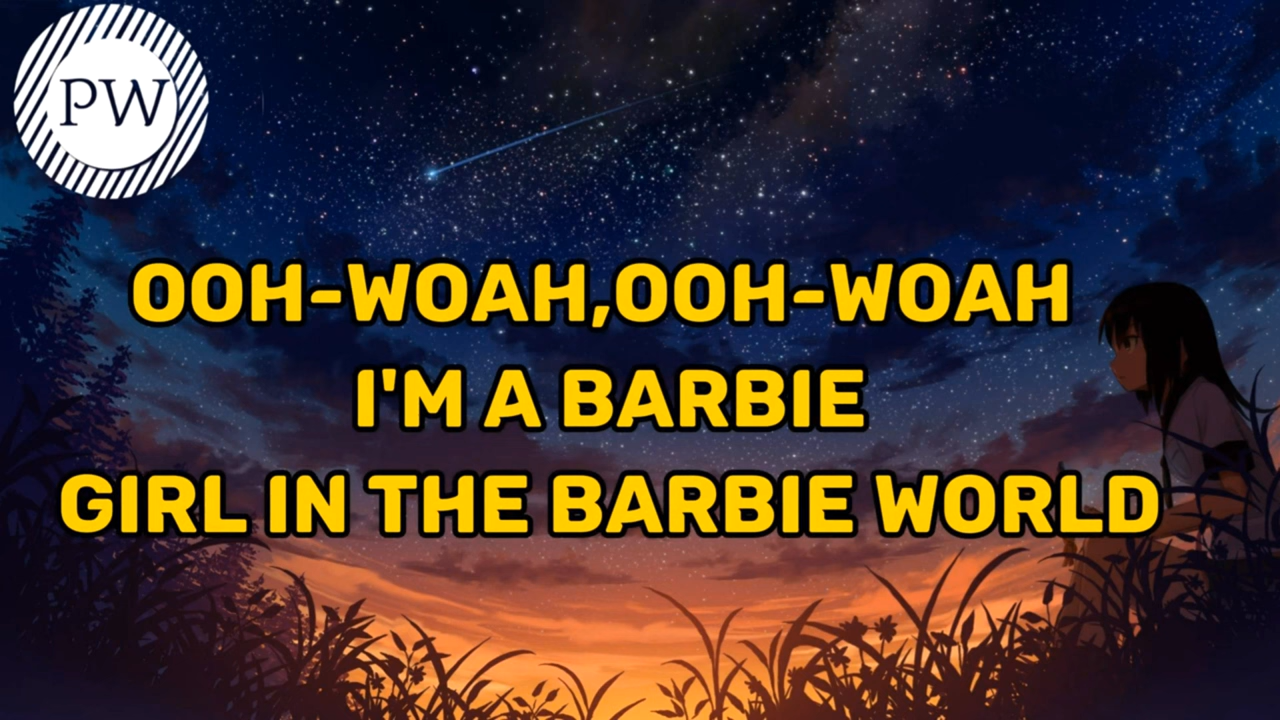 PW
OOH-WOAH,OOH-WOAH
I'M A BARBIE
GIRL IN THE BARBIE WORLD